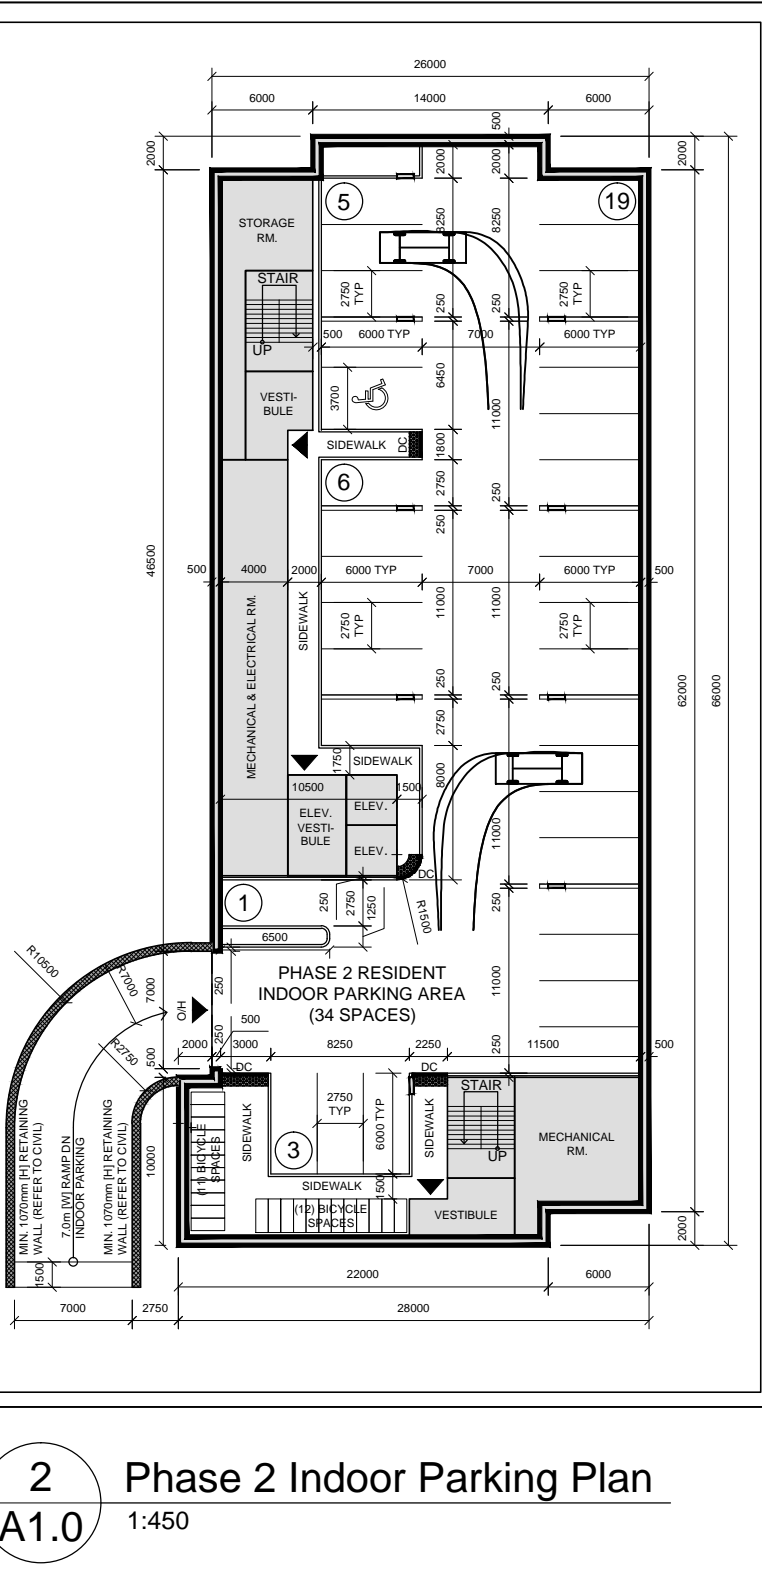 26000
6000
14000
6000
500
2000
2000
2000
2000
5
19
STORAGE
RM.
8250
8250
STAIR
2750
TYP
250
250
2750
TYP
UP
500
6000 TYP
7000
6000 TYP
VESTI-
BULE
3700
6450
11000
SIDEWALK
DC
1800
6
2750
250
250
46500
500
4000
2000
6000 TYP
7000
6000 TYP
500
MECHANICAL & ELECTRICAL RM.
SIDEWALK
2750
TYP
11000
11000
2750
TYP
62000
66000
250
250
2750
1750
SIDEWALK
8000
10500
1500
ELEV.
VESTI-
BULE
ELEV.
ELEV.
11000
DC
1
250
2750
1250
R1500
250
6500
R10500
R7000
7000
250
PHASE 2 RESIDENT
INDOOR PARKING AREA
(34 SPACES)
11000
O/H
500
R2750
500
250
250
2000
3000
8250
2250
11500
500
DC
DC
MIN. 1070mm [H] RETAINING
WALL (REFER TO CIVIL)
7.0m [W] RAMP DN
INDOOR PARKING
MIN. 1070mm [H] RETAINING
WALL (REFER TO CIVIL)
10000
(11) BICYCLE
SPACES
SIDEWALK
2750
TYP
6000 TYP
SIDEWALK
STAIR
UP
MECHANICAL
RM.
3
SIDEWALK
1500
(12) BICYCLE
SPACES
VESTIBULE
2000
1500
22000
6000
7000
2750
28000
2
A1.0
Phase 2 Indoor Parking Plan
1:450